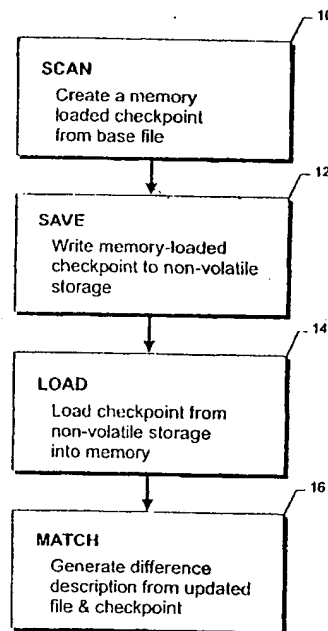 10
SCAN
Create a memory
loaded checkpoint
from base file
12
SAVE
Write memory-loaded
checkpoint to non-volatile
storage
14
LOAD
Load checkpoint from
non-volatile storage
into memory
16
MATCH
Generate difference
description from updated
file & checkpoint